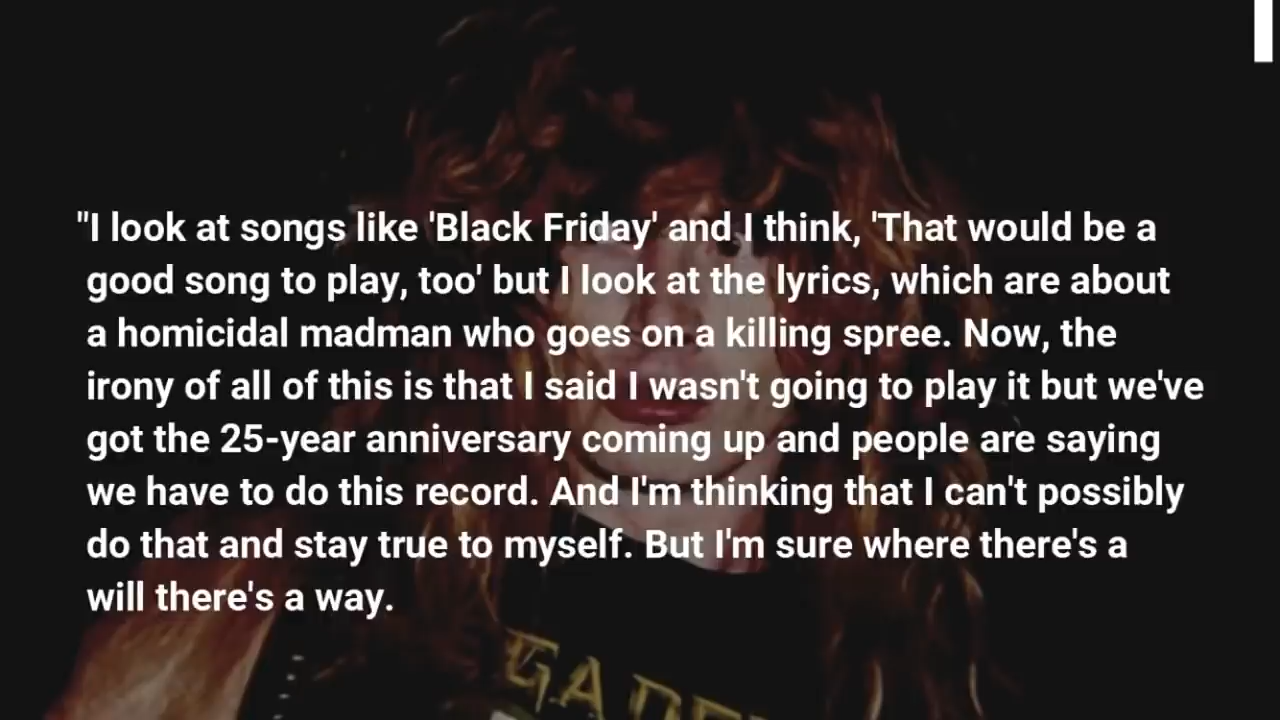 "I look at songs like 'Black Friday' and I think, 'That would be a
good song to play, too' but I look at the lyrics, which are about
a homicidal madman who goes on a killing spree. Now, the
irony of all of this is that I said I wasn't going to play it but we've
got the 25-year anniversary coming up and people are saying
we have to do this record. And I'm thinking that I can't possibly
do that and stay true to myself. But I'm sure where there's a
will there's a way.
GADE